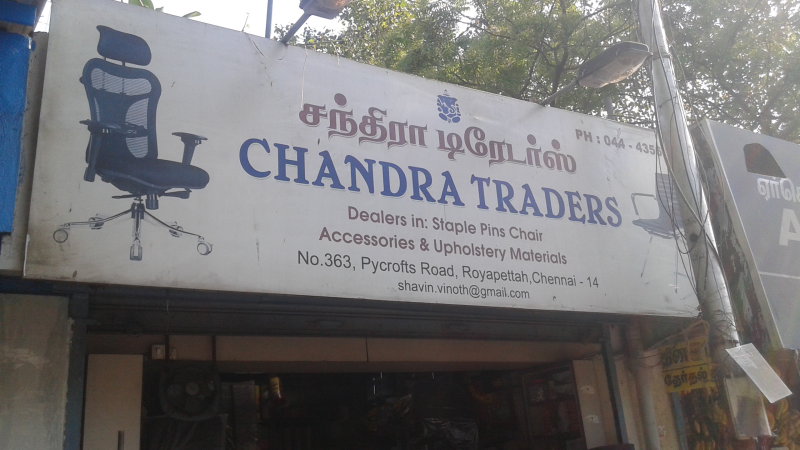 சந்திரா டிரேடர்ஸ்
PH : 044 - 435
CHANDRA TRADERS
Dealers in: Staple Pins Chair
Accessories & Upholstery Materials
No.363, Pycrofts Road, Royapettah,Chennai - 14
shavin.vinoth@gmail.com